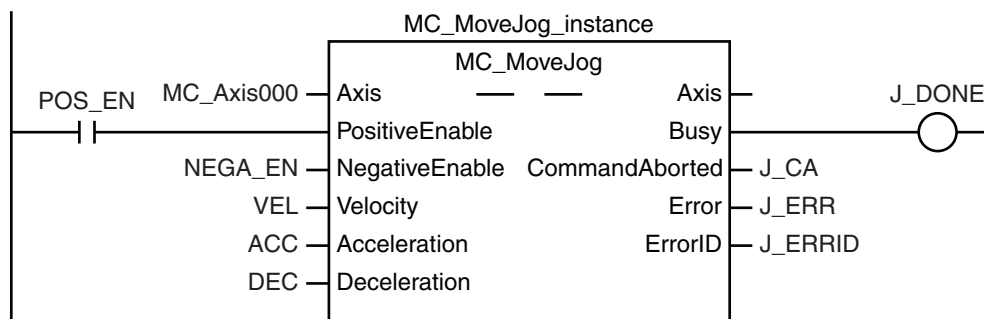 MC_MoveJog_instance
MC_MoveJog
POS_EN MC_Axis000 Axis Axis J_DONE
PositiveEnable Busy
NEGA_EN NegativeEnable CommandAborted J_CA
VEL Velocity Error J_ERR
ACC Acceleration ErrorID J_ERRID
DEC Deceleration